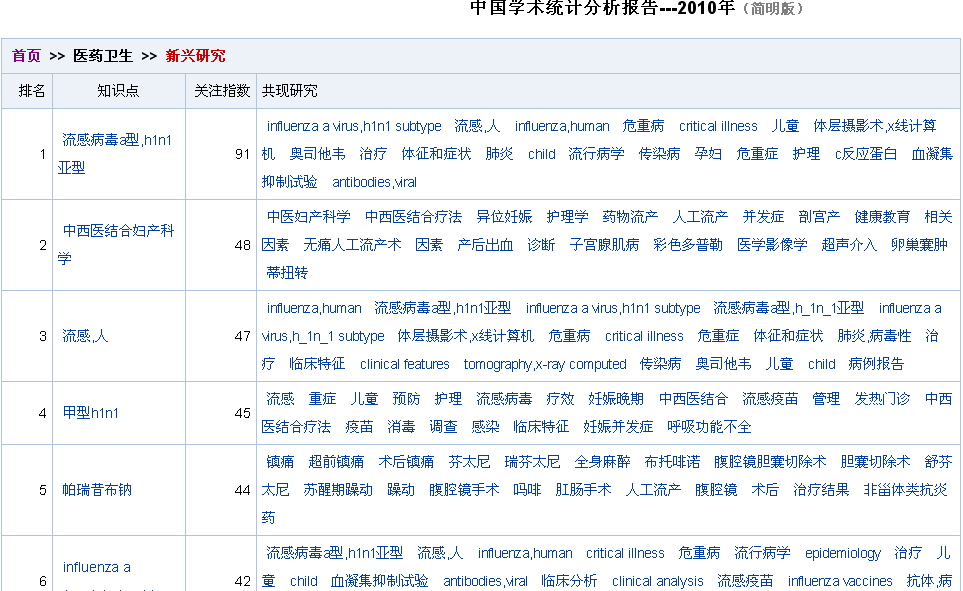 中国学术统计分析报告---2010年（简明版）
首页 >> 医药卫生 >> 新兴研究
排名 知识点 关注指数 共现研究
1 流感病毒a型,h1n1亚型 91 influenza a virus,h1n1 subtype 流感,人 influenza,human 危重病 critical illness 儿童 体层摄影术,x线计算
机 奥司他韦 治疗 体征和症状 肺炎 child 流行病学 传染病 孕妇 危重症 护理 c反应蛋白 血凝集
抑制试验 antibodies,viral
2 中西医结合妇产科学 48 中医妇产科学 中西医结合疗法 异位妊娠 护理学 药物流产 人工流产 并发症 剖宫产 健康教育 相关
因素 无痛人工流产术 因素 产后出血 诊断 子宫腺肌病 彩色多普勒 医学影像学 超声介入 卵巢囊肿
蒂扭转
3 流感,人 47 influenza,human 流感病毒a型,h1n1亚型 influenza a virus,h1n1 subtype 流感病毒a型,h_1n_1亚型 influenza a
virus,h_1n_1 subtype 体层摄影术,x线计算机 危重病 critical illness 危重症 体征和症状 肺炎,病毒性 治
疗 临床特征 clinical features tomography,x-ray computed 传染病 奥司他韦 儿童 child 病例报告
4 甲型h1n1 45 流感 重症 儿童 预防 护理 流感病毒 疗效 妊娠晚期 中西医结合 流感疫苗 管理 发热门诊 中西
医结合疗法 疫苗 消毒 调查 感染 临床特征 妊娠并发症 呼吸功能不全
5 帕瑞昔布钠 44 镇痛 超前镇痛 术后镇痛 芬太尼 瑞芬太尼 全身麻醉 布托啡诺 腹腔镜胆囊切除术 胆囊切除术 舒芬
太尼 苏醒期躁动 躁动 腹腔镜手术 吗啡 肛肠手术 人工流产 腹腔镜 术后 治疗结果 非甾体类抗炎
药
6 influenza a 42 流感病毒a型,h1n1亚型 流感,人 influenza,human critical illness 危重病 流行病学 epidemiology 治疗 儿
童 child 血凝集抑制试验 antibodies,viral 临床分析 clinical analysis 流感疫苗 influenza vaccines 抗体,病